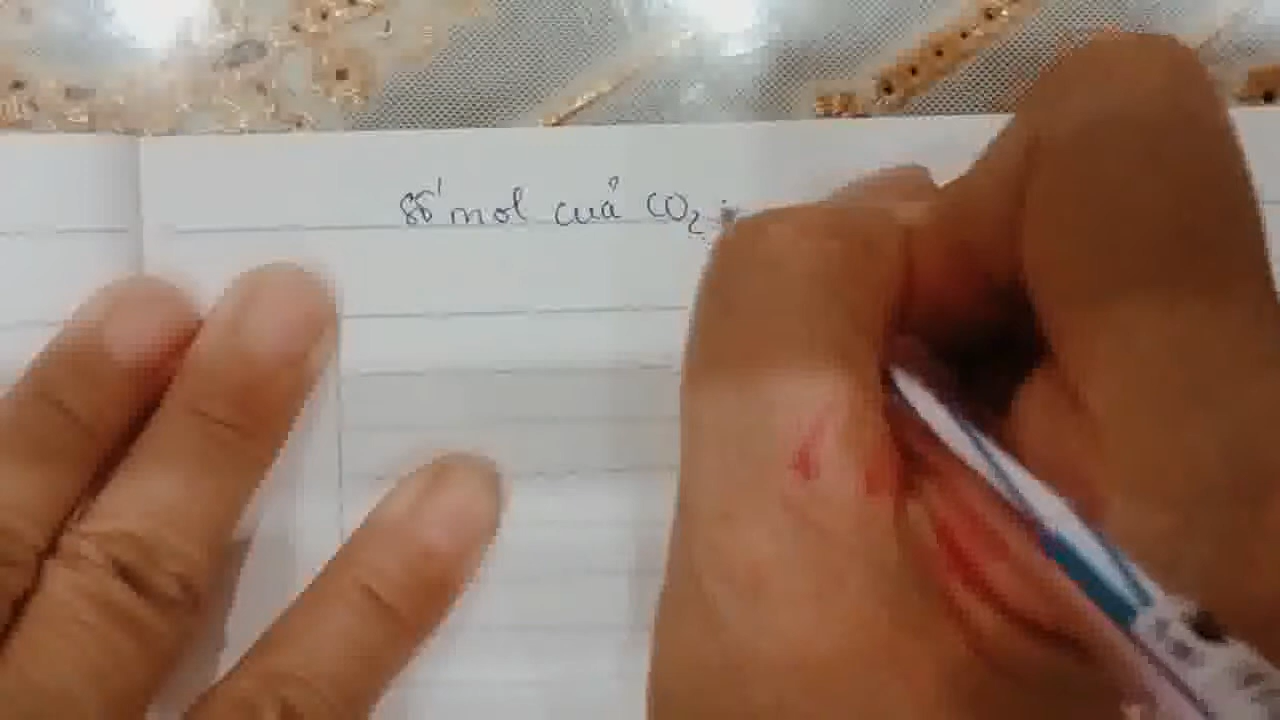 số mol của CO₂ :